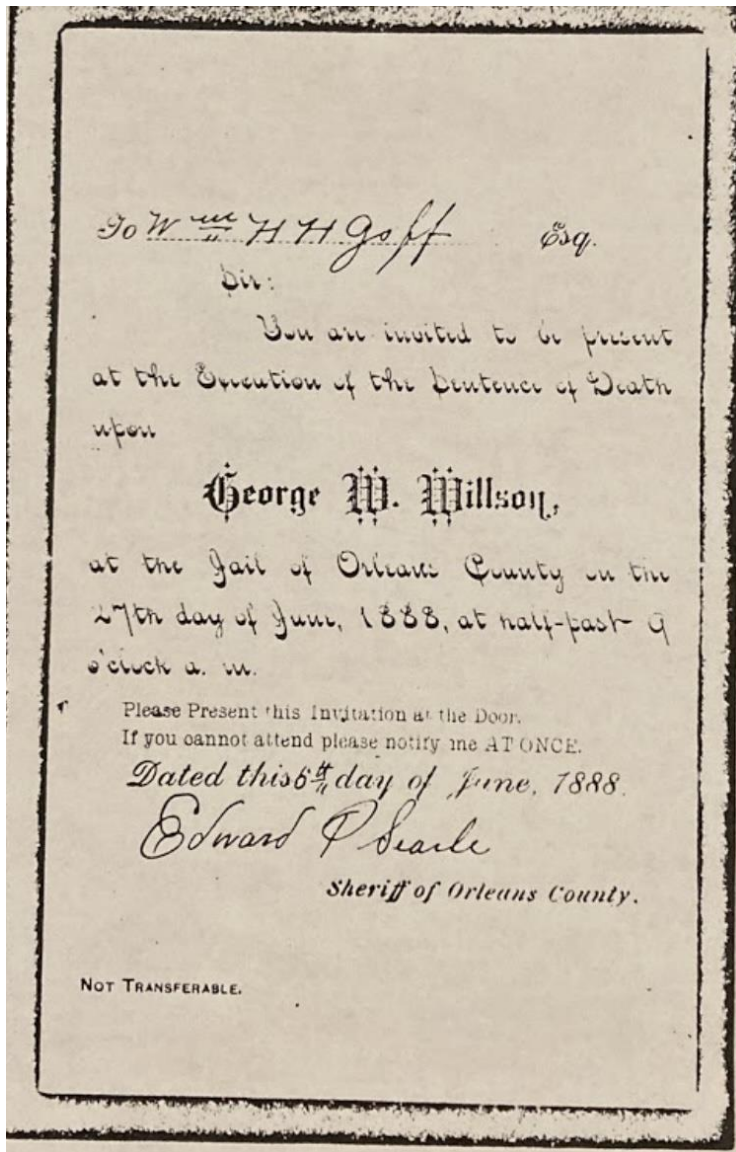 To Wm H H Goff Esq.
Sir:
You are invited to be present
at the Execution of the Sentence of Death
upon
George W. Willson,
at the Jail of Orleans County on the
27th day of June, 1888, at half-past 9
o'clock a. m.
Please Present this Invitation at the Door.
If you cannot attend please notify me AT ONCE.
Dated this 5th day of June, 1888.
Edward P Searle
Sheriff of Orleans County.
NOT TRANSFERABLE.